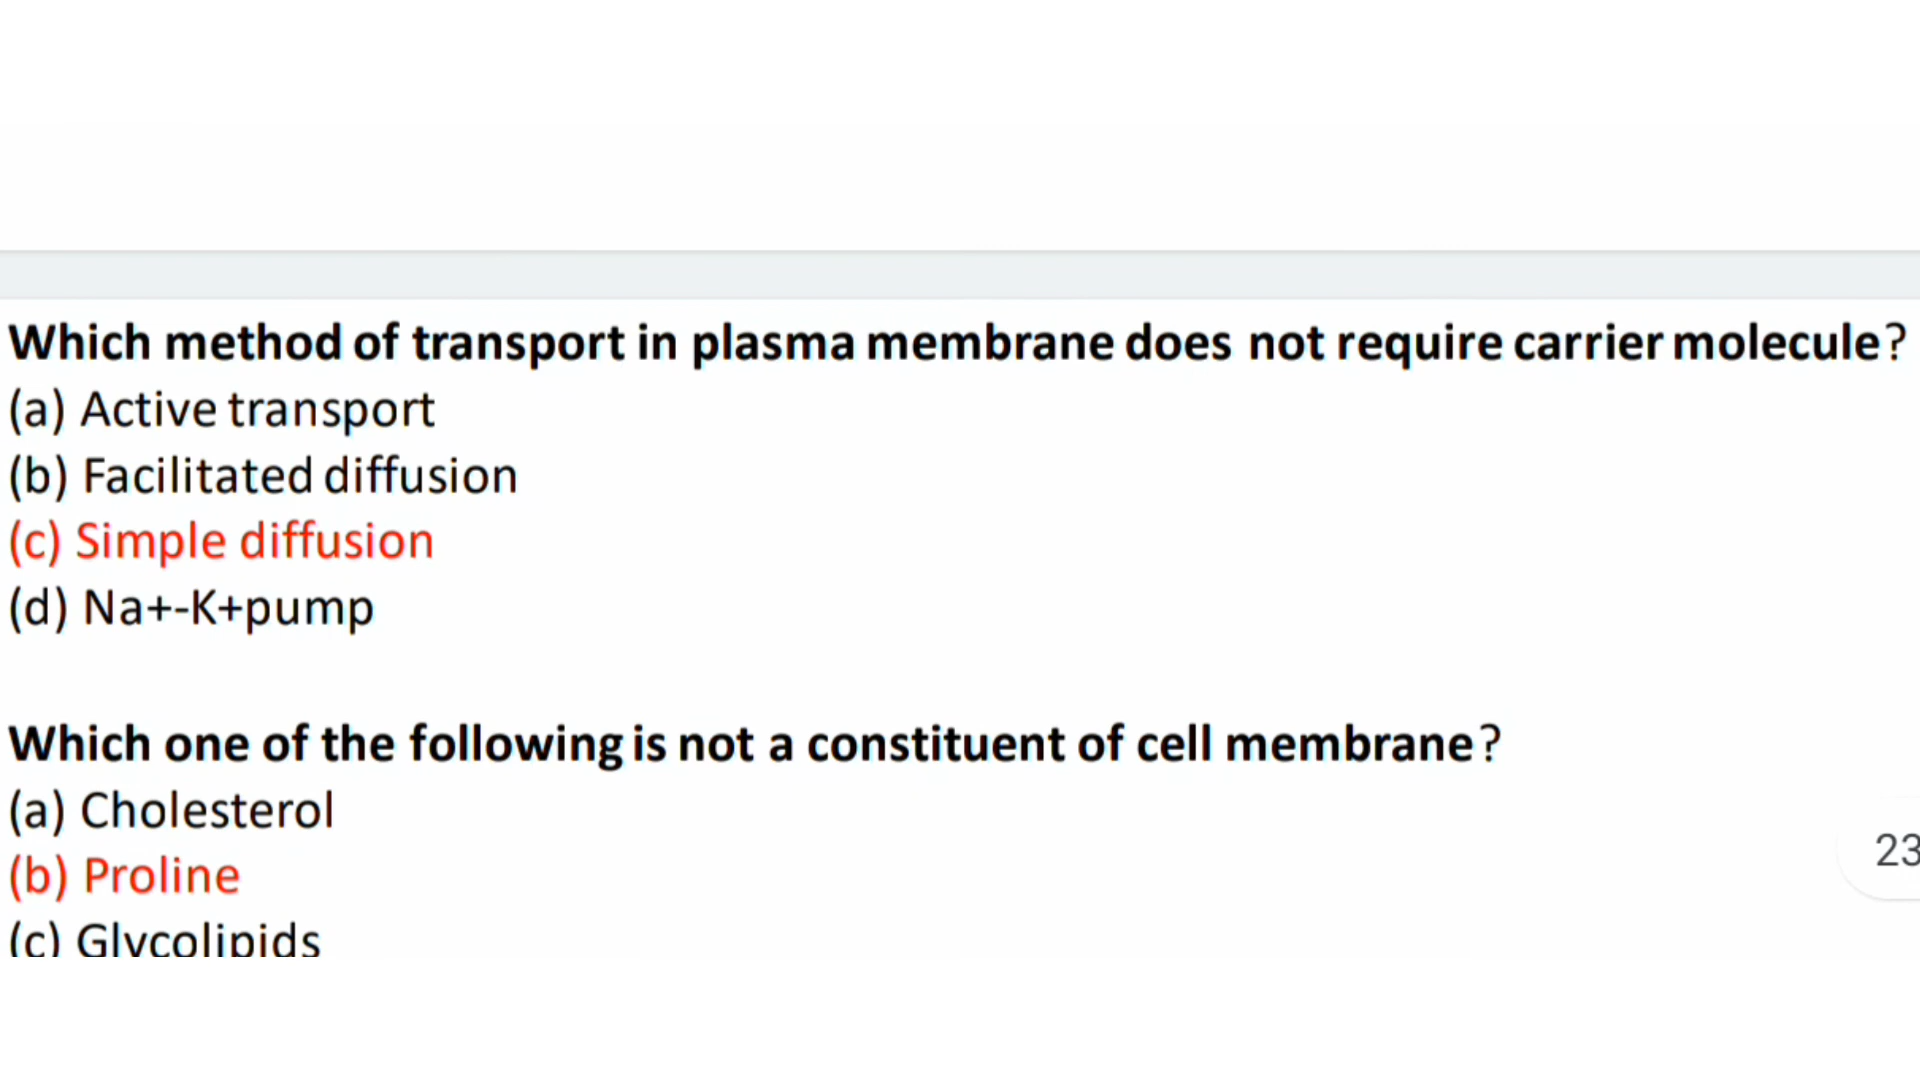 Which method of transport in plasma membrane does not require carrier molecule?
(a) Active transport
(b) Facilitated diffusion
(c) Simple diffusion
(d) Na+-K+pump
Which one of the following is not a constituent of cell membrane?
(a) Cholesterol
(b) Proline
23
(c) Glycolipids